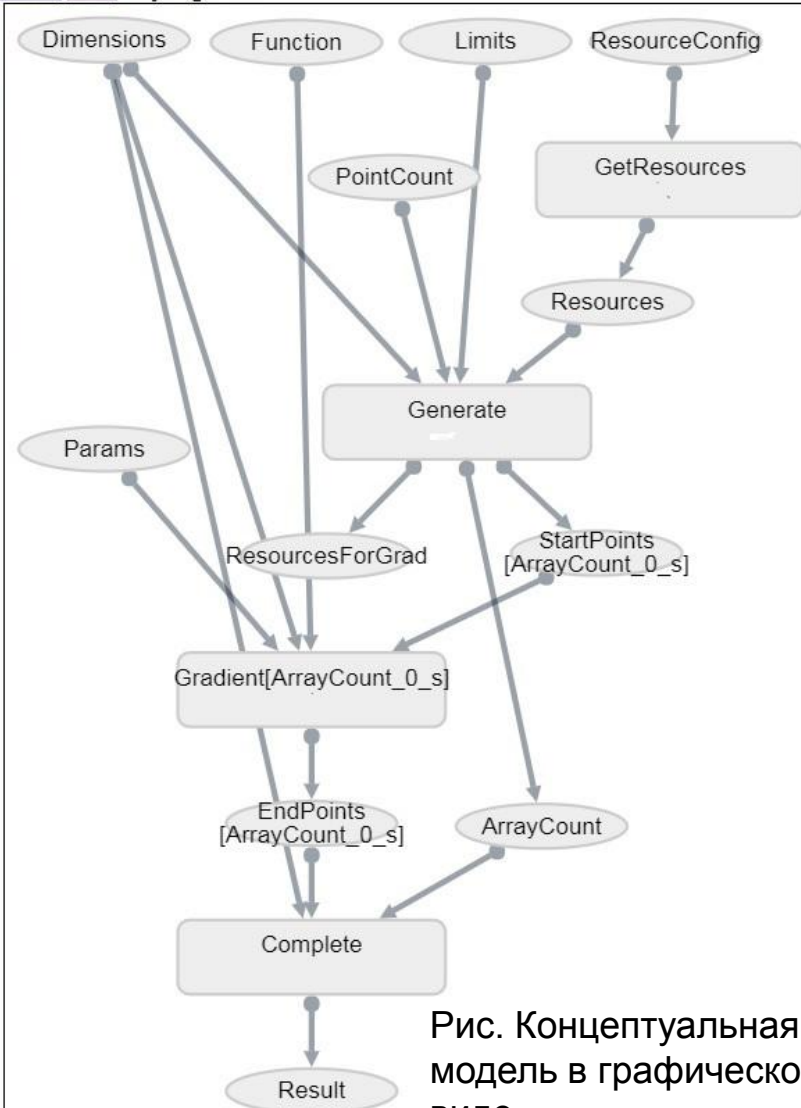 Dimensions
Function
Limits
ResourceConfig
PointCount
GetResources
Resources
Generate
Params
ResourcesForGrad
StartPoints
[ArrayCount_0_s]
Gradient[ArrayCount_0_s]
EndPoints
[ArrayCount_0_s]
ArrayCount
Complete
Рис. Концептуальная
модель в графическо
Result